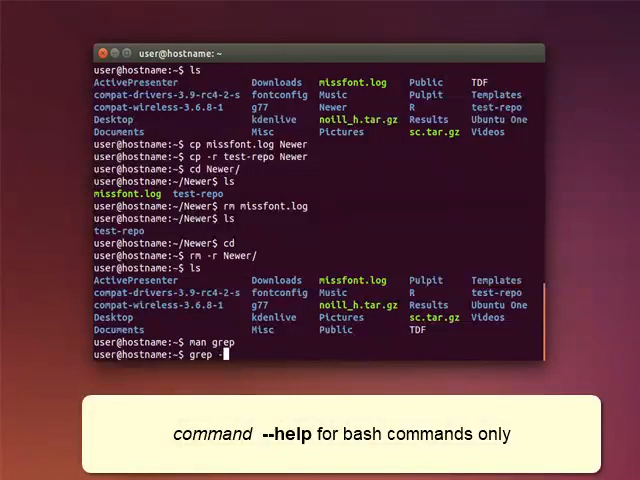 user@hostname: ~
user@hostname:~$ ls
ActivePresenter Downloads missfont.log Public TDF
compat-drivers-3.9-rc4-2-s fontconfig Music Pulpit Templates
compat-wireless-3.6.8-1 g77 Newer R test-repo
Desktop kdenlive noill_h.tar.gz Results Ubuntu One
Documents Misc Pictures sc.tar.gz Videos
user@hostname:~$ cp missfont.log Newer
user@hostname:~$ cp -r test-repo Newer
user@hostname:~$ cd Newer/
user@hostname:~/Newer$ ls
missfont.log test-repo
user@hostname:~/Newer$ rm missfont.log
user@hostname:~/Newer$ ls
test-repo
user@hostname:~/Newer$ cd
user@hostname:~$ rm -r Newer/
user@hostname:~$ ls
ActivePresenter Downloads missfont.log Pulpit Templates
compat-drivers-3.9-rc4-2-s fontconfig Music R test-repo
compat-wireless-3.6.8-1 g77 noill_h.tar.gz Results Ubuntu One
Desktop kdenlive Pictures sc.tar.gz Videos
Documents Misc Public TDF
user@hostname:~$ man grep
user@hostname:~$ grep -
command --help for bash commands only